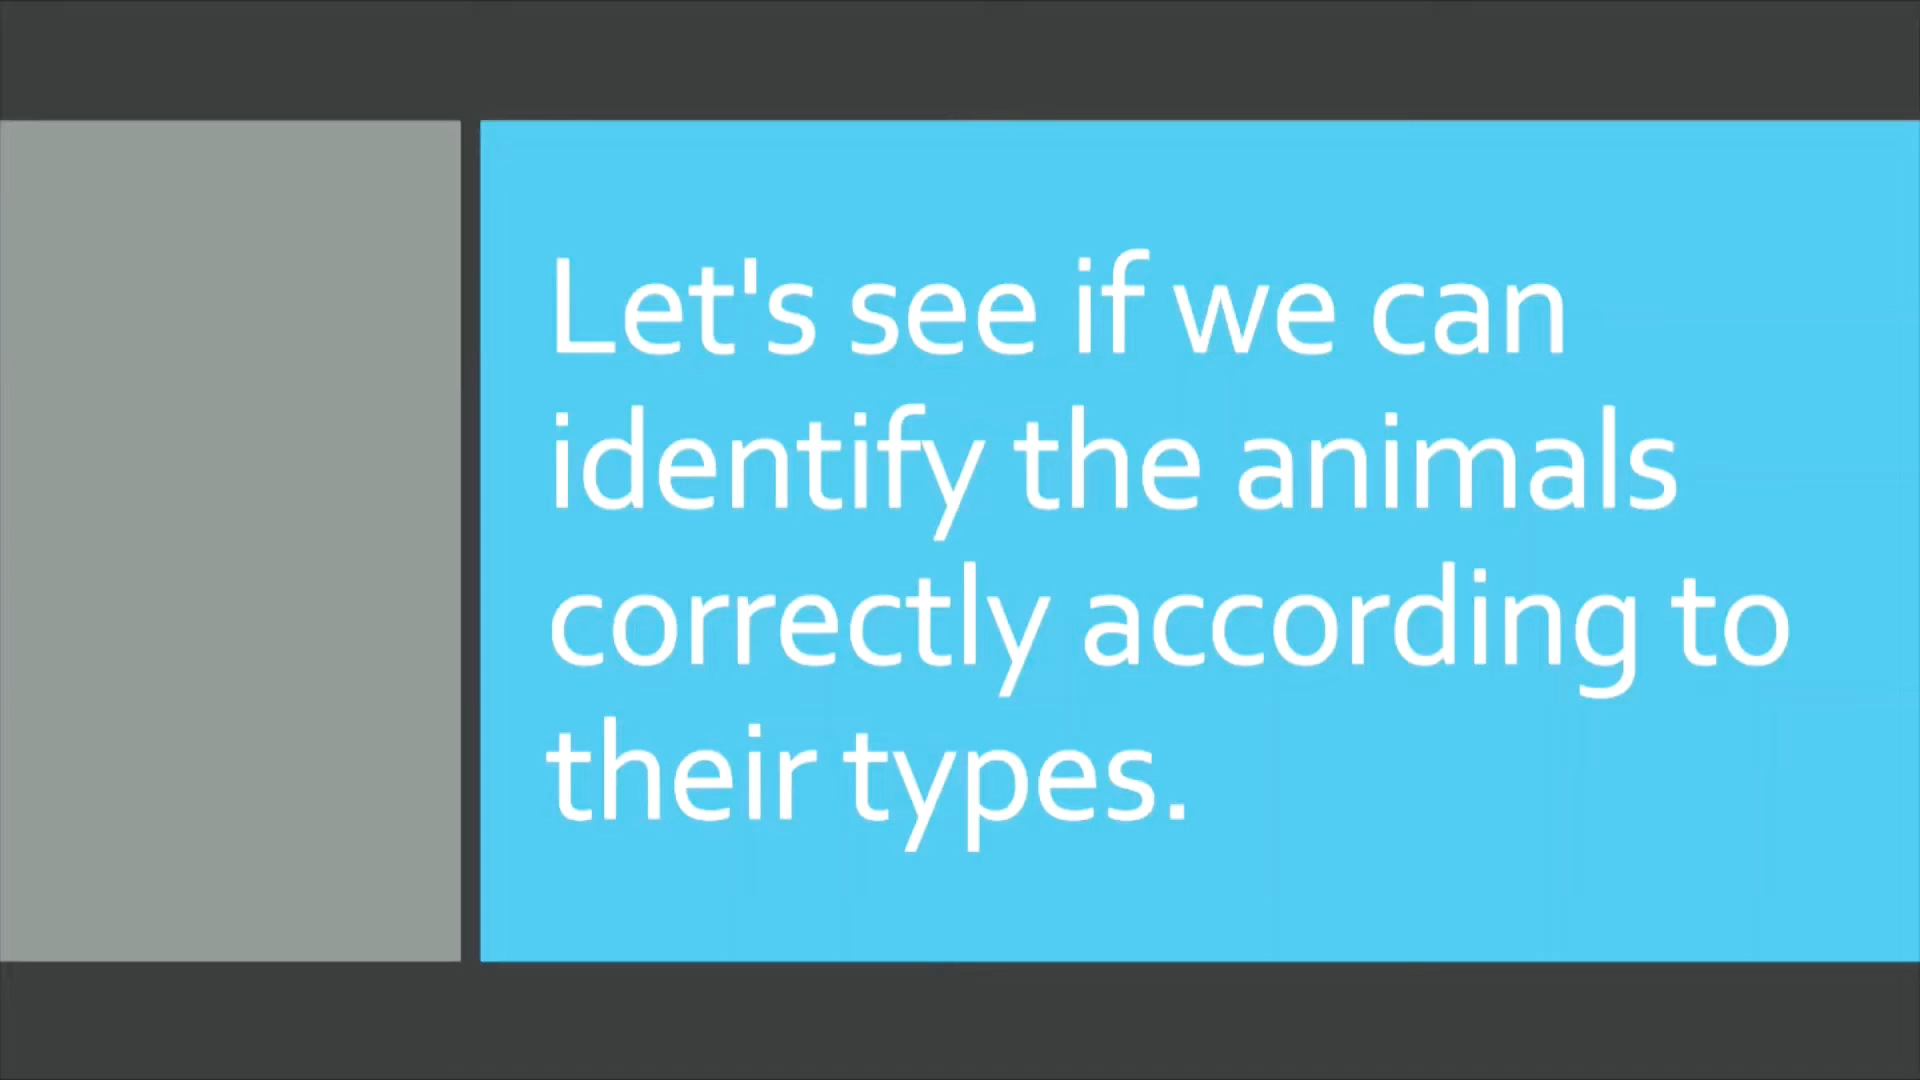 Let's see if we can
identify the animals
correctly according to
their types.